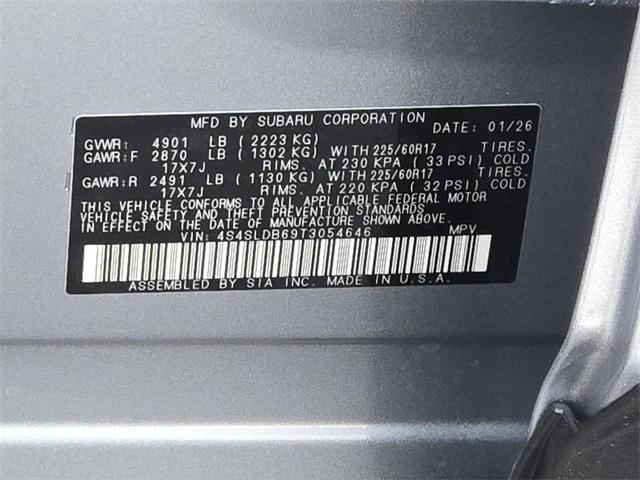 MFD BY SUBARU CORPORATION DATE: 01/26
GVWR: 4901 LB ( 2223 KG)
GAWR:F 2870 LB ( 1302 KG) WITH 225/60R17 TIRES.
17X7J RIMS. AT 230 KPA ( 33 PSI) COLD
GAWR:R 2491 LB ( 1130 KG) WITH 225/60R17 TIRES.
17X7J RIMS. AT 220 KPA ( 32 PSI) COLD
THIS VEHICLE CONFORMS TO ALL APPLICABLE FEDERAL MOTOR
VEHICLE SAFETY AND THEFT PREVENTION STANDARDS IN EFFECT
ON THE DATE OF MANUFACTURE SHOWN ABOVE.
VIN: 4S4SLDB69T3054646 MPV
ASSEMBLED BY SIA INC. MADE IN U.S.A.